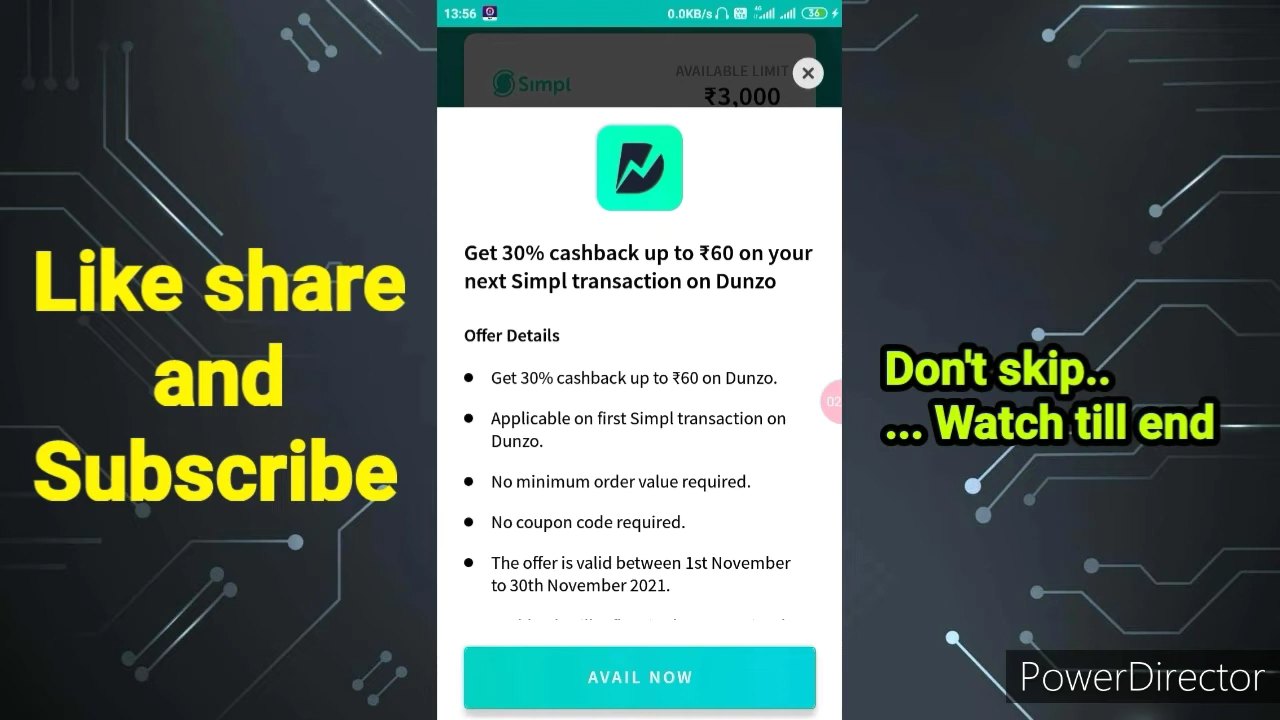 13:56
0.0KB/s
4G
36
Simpl
AVAILABLE LIMIT
₹3,000
Get 30% cashback up to ₹60 on your
next Simpl transaction on Dunzo
Offer Details
Get 30% cashback up to ₹60 on Dunzo.
Applicable on first Simpl transaction on
Dunzo.
No minimum order value required.
No coupon code required.
The offer is valid between 1st November
to 30th November 2021.
AVAIL NOW
Like share
and
Subscribe
Don't skip..
... Watch till end
02
PowerDirector